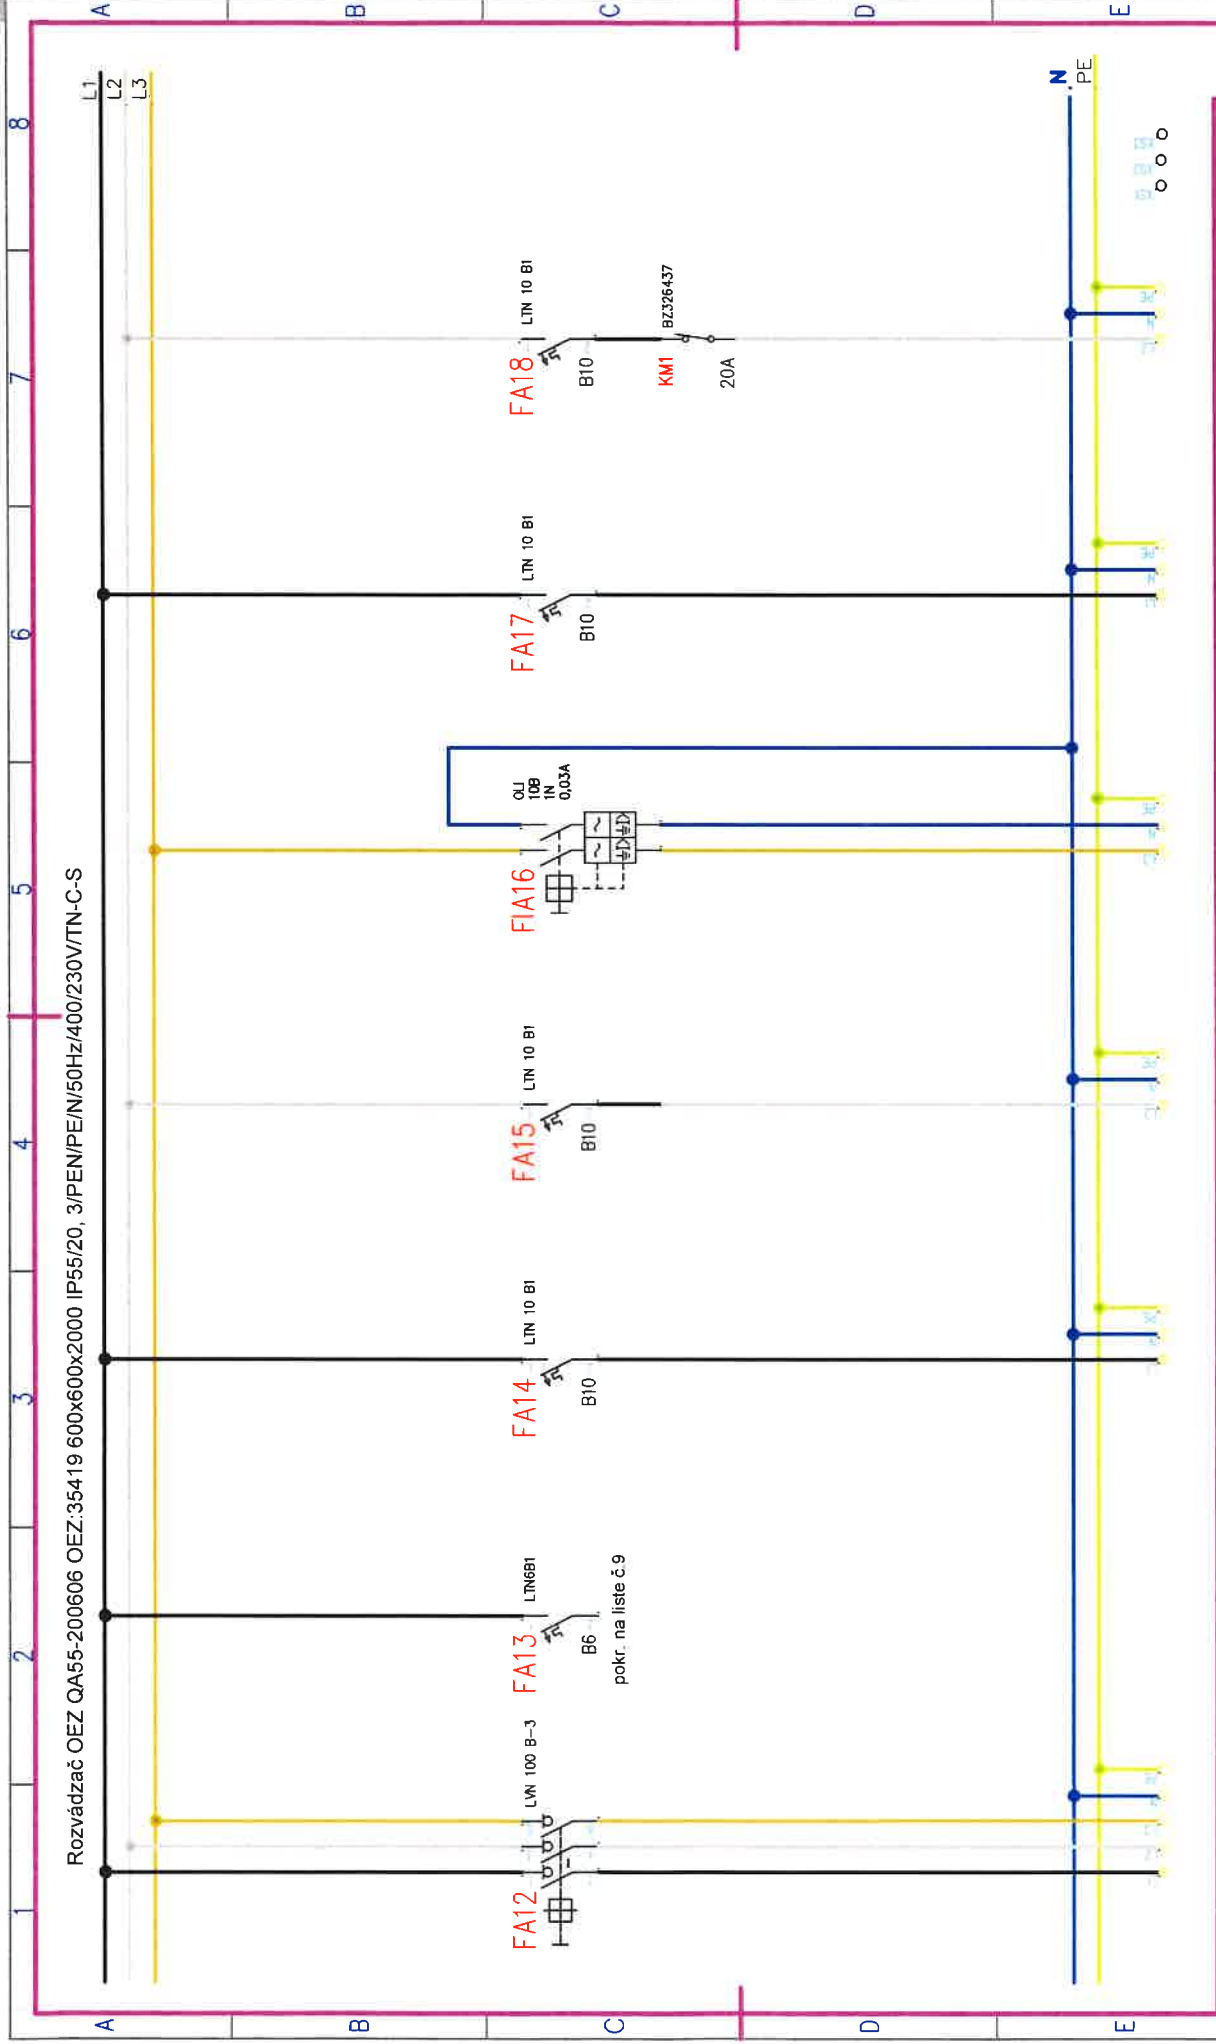 1 2 3 4 5 6 7 8
A A
Rozvádzač OEZ QA55-200606 OEZ:35419 600x600x2000 IP55/20, 3/PEN/PE/N/50Hz/400/230V/TN-C-S
L1
L2
L3
B B
C C
FA12
LVN 100 B-3
FA13
LTN6B1
B6
pokr. na liste č.9
FA14
LTN 10 B1
B10
FA15
LTN 10 B1
B10
FIA16
OLI
10B
1N
0,03A
FA17
LTN 10 B1
B10
FA18
LTN 10 B1
B10
KM1
BZ326437
20A
D D
N
PE
E E